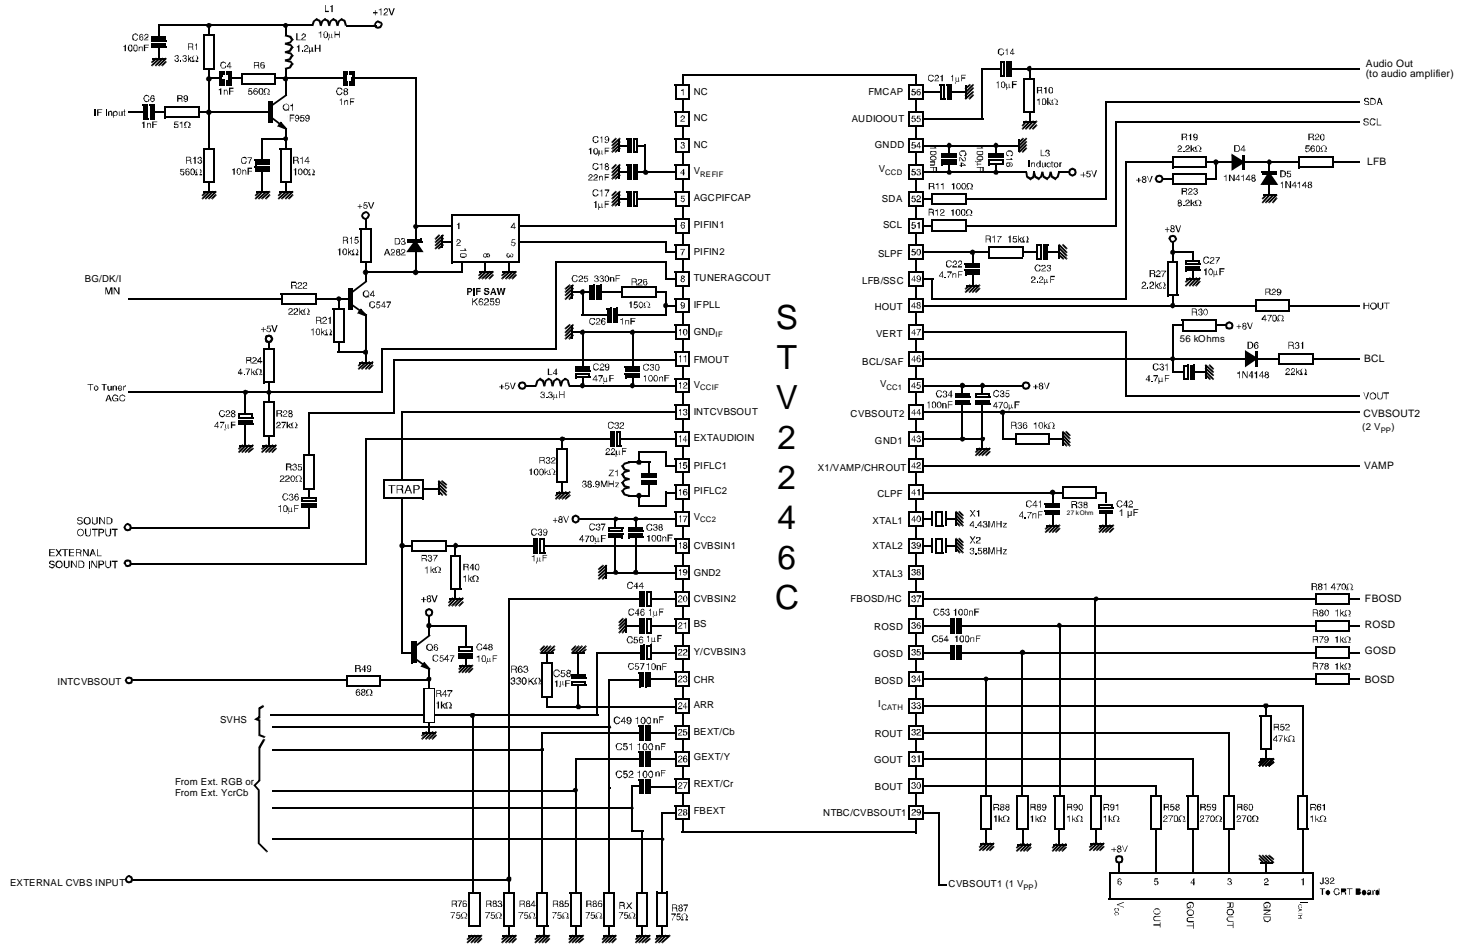 L1
10µH
+12V
C62
100nF
R1
3.3kΩ
L2
1.2µH
C4
1nF
R6
560Ω
C8
1nF
IF Input
C6
1nF
R9
51Ω
Q1
F959
R13
560Ω
C7
10nF
R14
100Ω
+5V
R15
10kΩ
D3
A282
1
2
10
8
3
4
5
PIF SAW
K6259
BG/DK/I
MN
R22
22kΩ
Q4
C547
R21
10kΩ
+5V
R24
4.7kΩ
To Tuner
AGC
C28
47µF
R28
27kΩ
R35
220Ω
C36
10µF
SOUND
OUTPUT
EXTERNAL
SOUND INPUT
C19
10µF
C18
22nF
C17
1µF
C25 330nF
R26
150Ω
C26
1nF
C29
47µF
C30
100nF
+5V
L4
3.3µH
C32
22µF
R32
100kΩ
Z1
38.9MHz
TRAP
+8V
C37
470µF
C38
100nF
R37
1kΩ
R40
1kΩ
C39
1µF
+8V
Q6
C547
C48
10µF
C44
C46 1µF
C56 1µF
C57 10nF
R63
330KΩ
C58
1µF
INTCVBSOUT
R49
68Ω
R47
1kΩ
SVHS
C49 100nF
C51 100nF
C52 100nF
From Ext. RGB or
From Ext. YcrCb
EXTERNAL CVBS INPUT
R76
75Ω
R83
75Ω
R84
75Ω
R85
75Ω
R86
75Ω
RX
75Ω
R87
75Ω
STV2246C
1 NC
2 NC
3 NC
4 VREFIF
5 AGCPIFCAP
6 PIFIN1
7 PIFIN2
8 TUNERAGCOUT
9 IFPLL
10 GNDIF
11 FMOUT
12 VCCIF
13 INTCVBSOUT
14 EXTAUDIOIN
15 PIFLC1
16 PIFLC2
17 VCC2
18 CVBSIN1
19 GND2
20 CVBSIN2
21 BS
22 Y/CVBSIN3
23 CHR
24 ARR
25 BEXT/Cb
26 GEXT/Y
27 REXT/Cr
28 FBEXT
FMCAP 56
AUDIOOUT 55
GNDD 54
VCCD 53
SDA 52
SCL 51
SLPF 50
LFB/SSC 49
HOUT 48
VERT 47
BCL/SAF 46
VCC1 45
CVBSOUT2 44
GND1 43
X1/VAMP/CHROUT 42
CLPF 41
XTAL1 40
XTAL2 39
XTAL3 38
FBOSD/HC 37
ROSD 36
GOSD 35
BOSD 34
ICATH 33
ROUT 32
GOUT 31
BOUT 30
NTBC/CVBSOUT1 29
C21 1µF
C14
10µF
R10
10kΩ
Audio Out
(to audio amplifier)
SDA
SCL
100nF
C24
100µF
C16
L3
Inductor
+5V
R11 100Ω
R12 100Ω
R19
2.2kΩ
D4
1N4148
R20
560Ω
LFB
+8V
R23
8.2kΩ
D5
1N4148
R17 15kΩ
C22
4.7nF
C23
2.2µF
+8V
R27
2.2kΩ
C27
10µF
R29
470Ω
HOUT
R30
56 kOhms
+8V
D6
1N4148
R31
22kΩ
BCL
C31
4.7µF
+8V
C34
100nF
C35
470µF
VOUT
CVBSOUT2
(2 VPP)
R36 10kΩ
VAMP
C41
4.7nF
R38
27 kOhm
C42
1 µF
X1
4.43MHz
X2
3.58MHz
R81 470Ω
FBOSD
C53 100nF
R80 1kΩ
ROSD
C54 100nF
R79 1kΩ
GOSD
R78 1kΩ
BOSD
R52
47kΩ
R88
1kΩ
R89
1kΩ
R90
1kΩ
R91
1kΩ
R58
270Ω
R59
270Ω
R60
270Ω
R61
1kΩ
+8V
6
5
4
3
2
1
J32
To CRT Board
VCC
OUT
GOUT
ROUT
GND
ICATH
CVBSOUT1 (1 VPP)